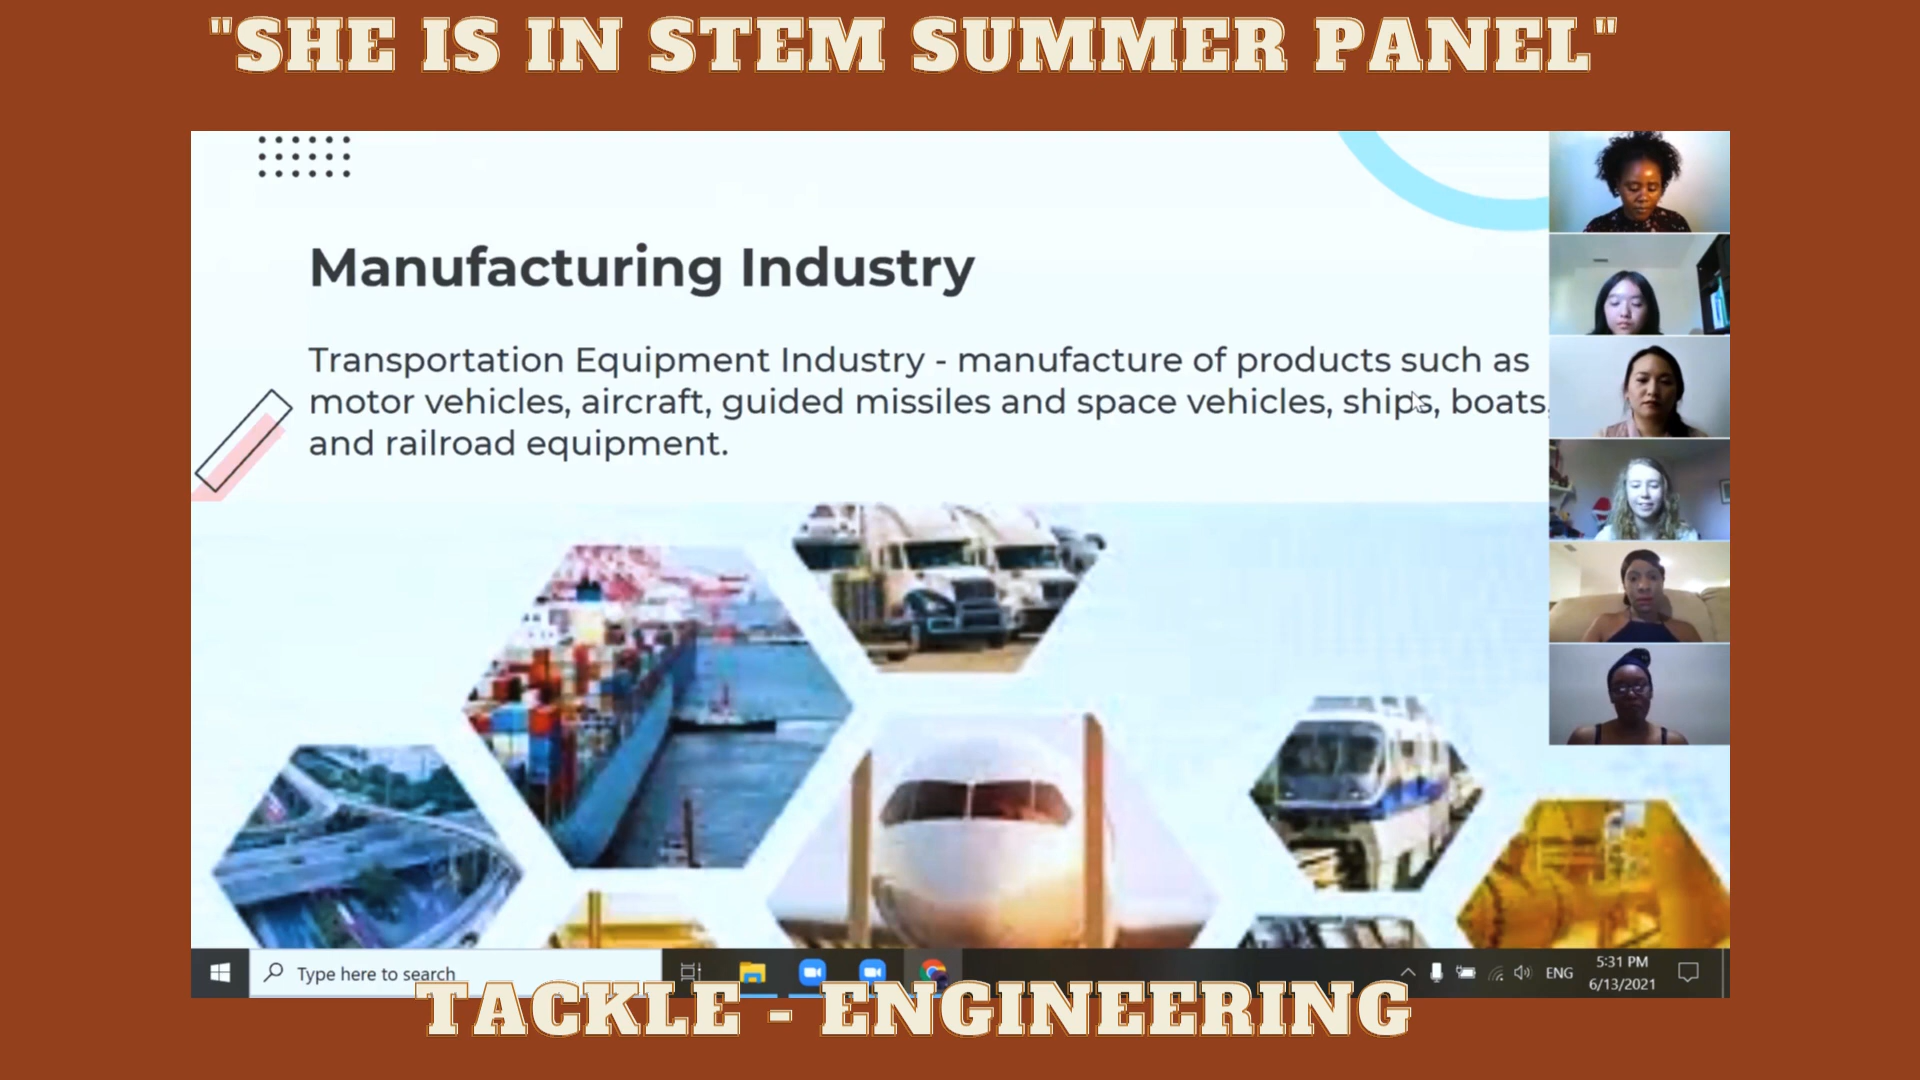 "SHE IS IN STEM SUMMER PANEL"
Manufacturing Industry
Transportation Equipment Industry - manufacture of products such as
motor vehicles, aircraft, guided missiles and space vehicles, ships, boats,
and railroad equipment.
Type here to search
ENG
5:31 PM
6/13/2021
TACKLE - ENGINEERING